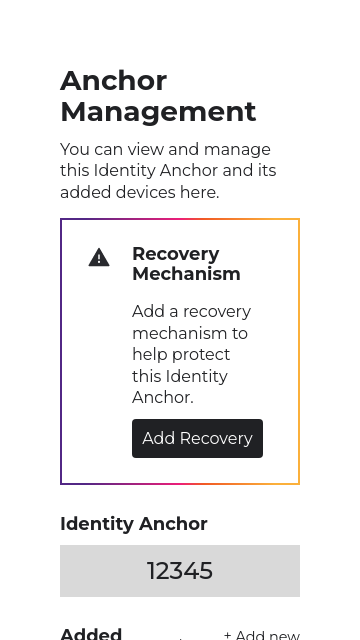 Anchor
Management
You can view and manage
this Identity Anchor and its
added devices here.
Recovery
Mechanism
Add a recovery
mechanism to
help protect
this Identity
Anchor.
Add Recovery
Identity Anchor
12345
Added
+ Add new